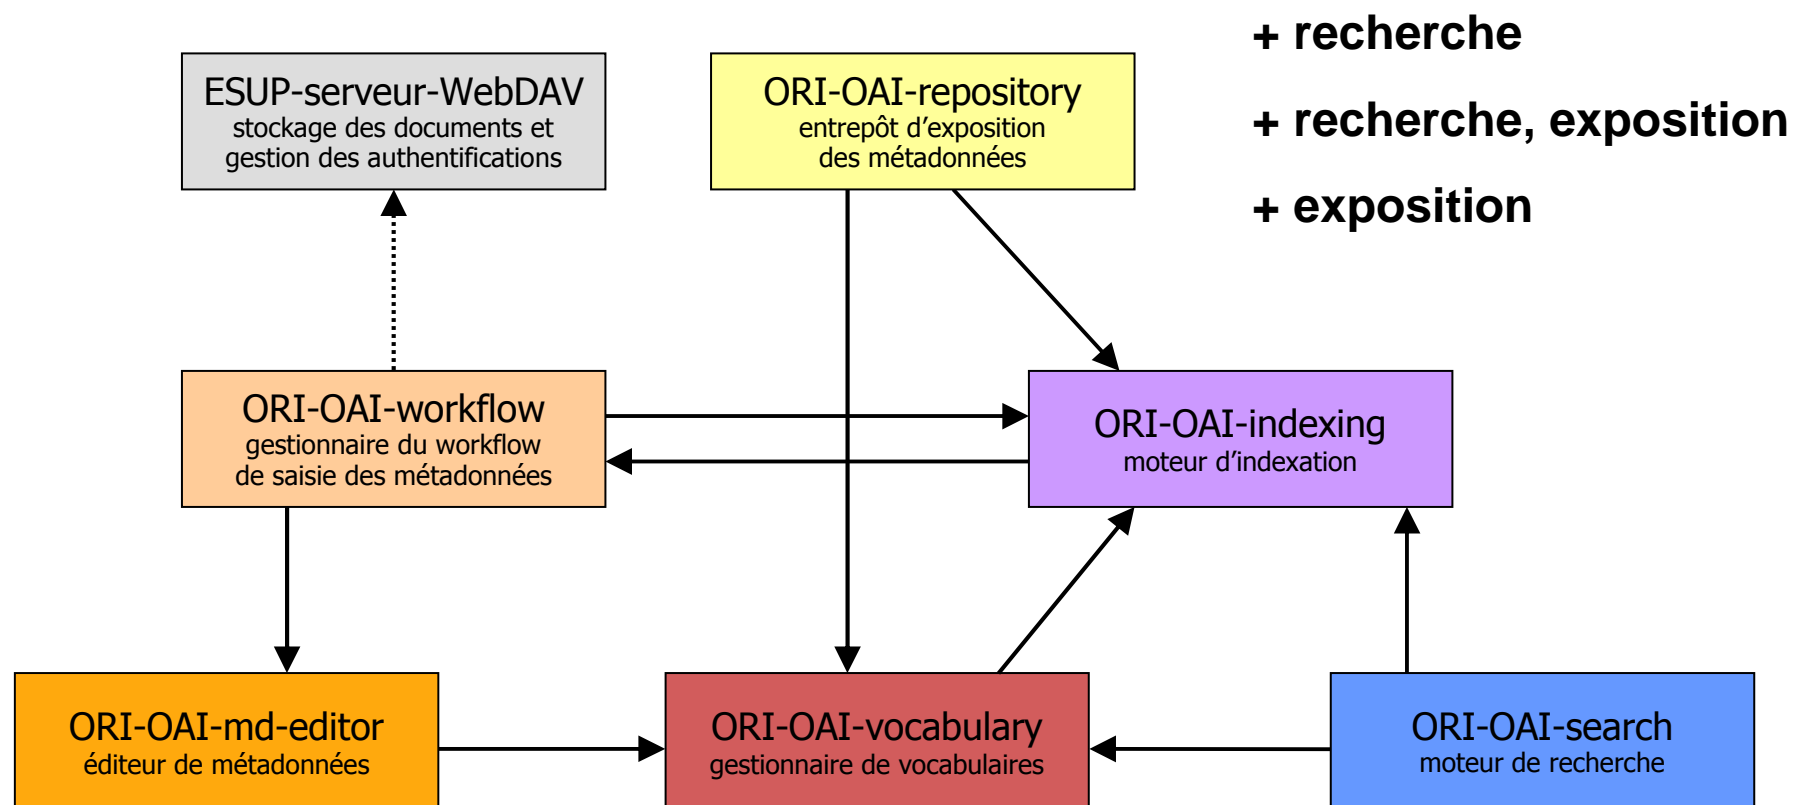 + recherche
+ recherche, exposition
+ exposition
ESUP-serveur-WebDAV
stockage des documents et
gestion des authentifications
ORI-OAI-repository
entrepôt d’exposition
des métadonnées
ORI-OAI-workflow
gestionnaire du workflow
de saisie des métadonnées
ORI-OAI-indexing
moteur d’indexation
ORI-OAI-md-editor
éditeur de métadonnées
ORI-OAI-vocabulary
gestionnaire de vocabulaires
ORI-OAI-search
moteur de recherche